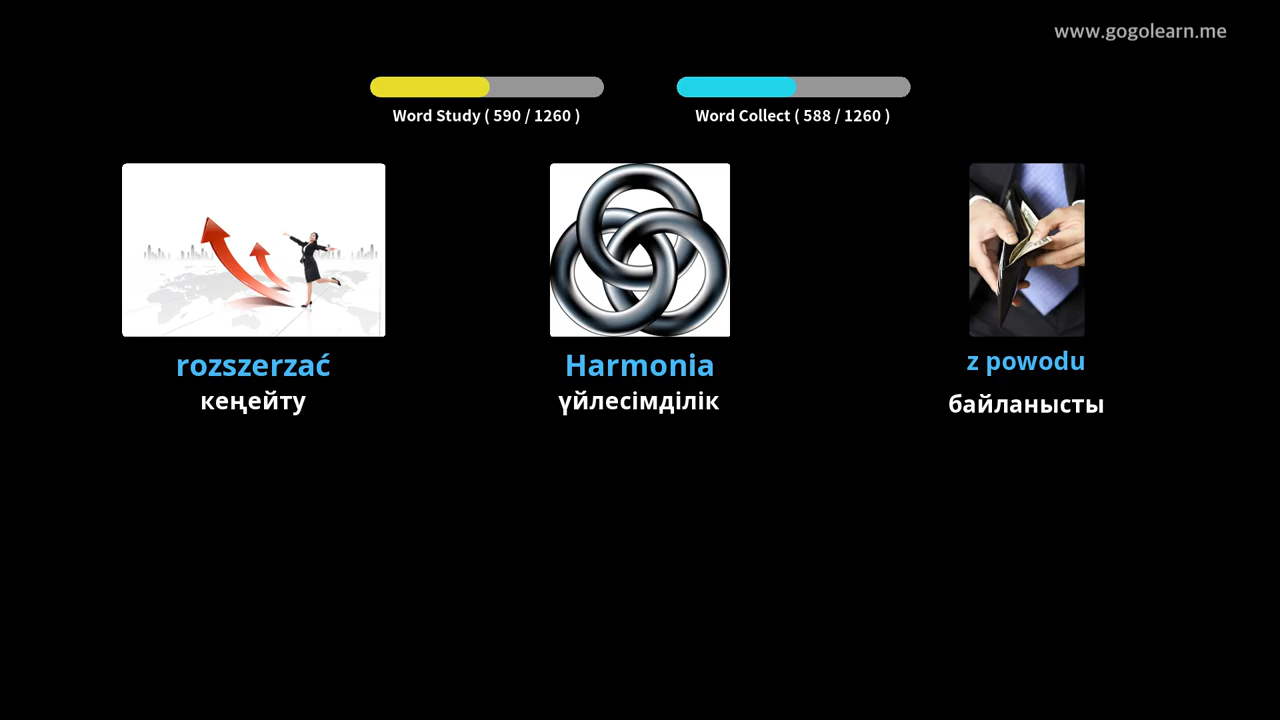 www.gogolearn.me
Word Study ( 590 / 1260 )
Word Collect ( 588 / 1260 )
rozszerzać
кеңейту
Harmonia
үйлесімділік
z powodu
байланысты